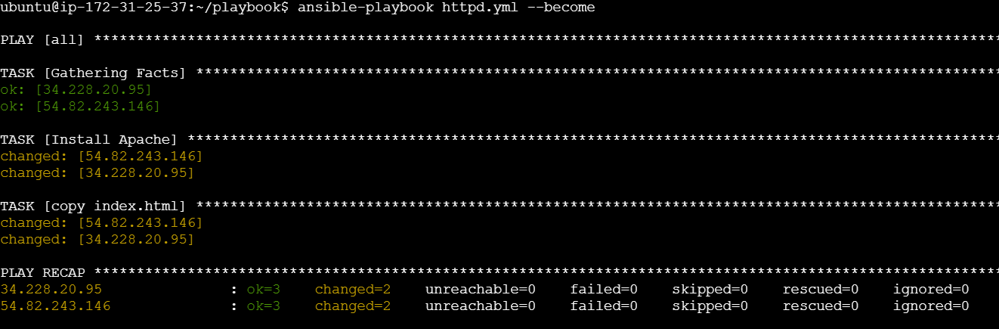 ubuntu@ip-172-31-25-37:~/playbook$ ansible-playbook httpd.yml --become
PLAY [all] **********************************************************************************************************
TASK [Gathering Facts] **********************************************************************************************
ok: [34.228.20.95]
ok: [54.82.243.146]
TASK [Install Apache] ***********************************************************************************************
changed: [54.82.243.146]
changed: [34.228.20.95]
TASK [copy index.html] **********************************************************************************************
changed: [54.82.243.146]
changed: [34.228.20.95]
PLAY RECAP **********************************************************************************************************
34.228.20.95               : ok=3    changed=2    unreachable=0    failed=0    skipped=0    rescued=0    ignored=0
54.82.243.146              : ok=3    changed=2    unreachable=0    failed=0    skipped=0    rescued=0    ignored=0